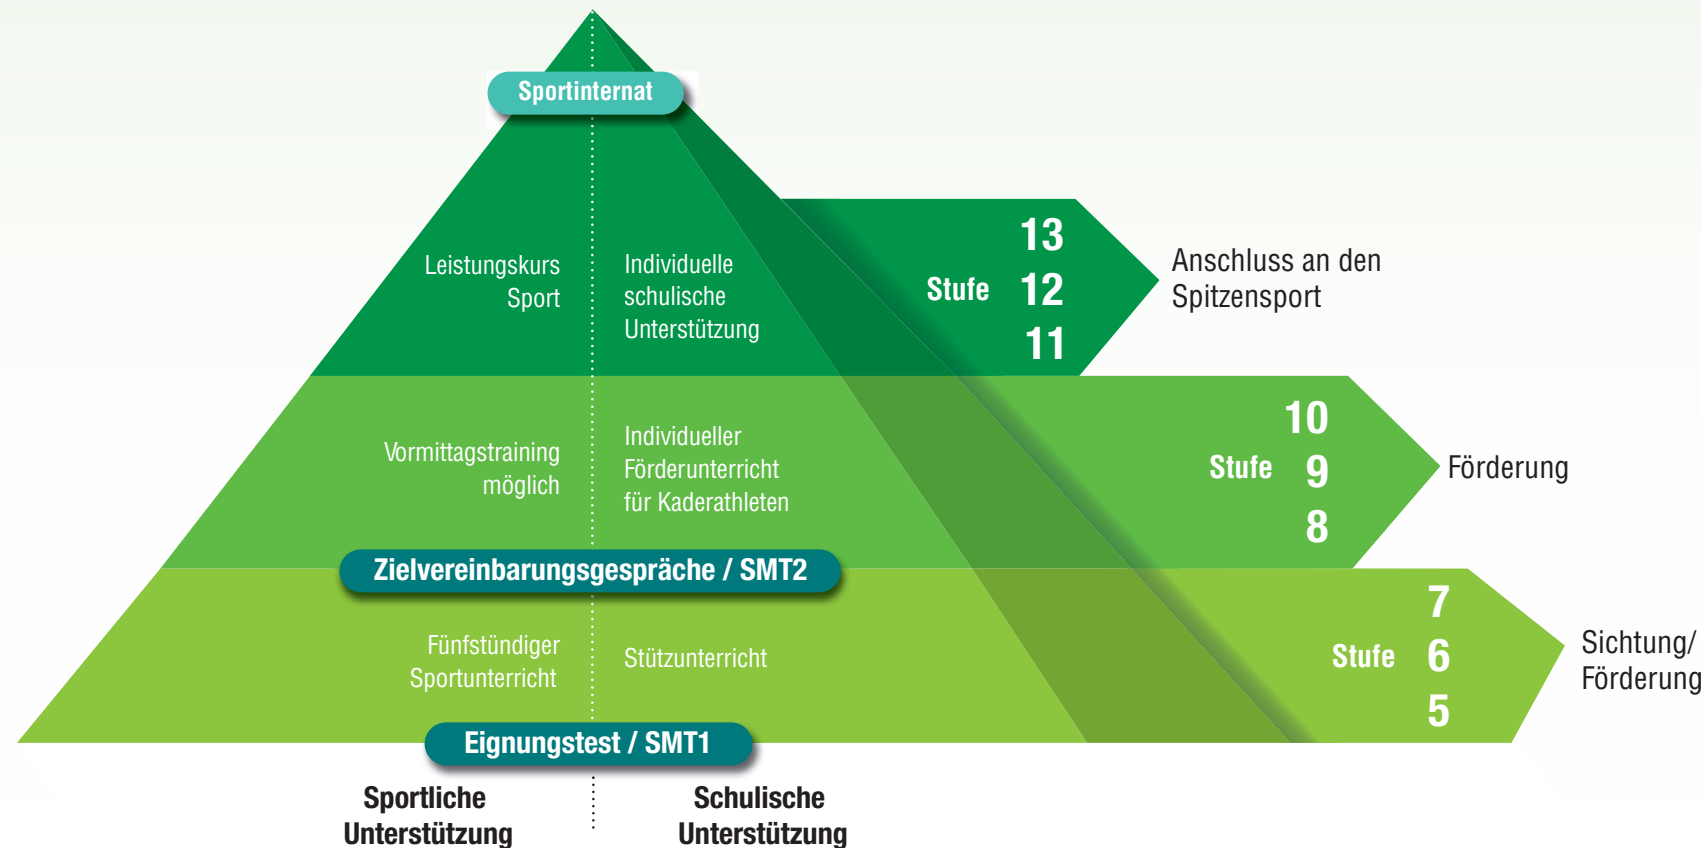 Sportinternat
Leistungskurs
Sport
Individuelle
schulische
Unterstützung
Stufe
13
12
11
Anschluss an den
Spitzensport
Vormittagstraining
möglich
Individueller
Förderunterricht
für Kaderathleten
Stufe
10
9
8
Förderung
Zielvereinbarungsgespräche / SMT2
Fünfstündiger
Sportunterricht
Stützunterricht
Stufe
7
6
5
Sichtung/
Förderung
Eignungstest / SMT1
Sportliche
Unterstützung
Schulische
Unterstützung